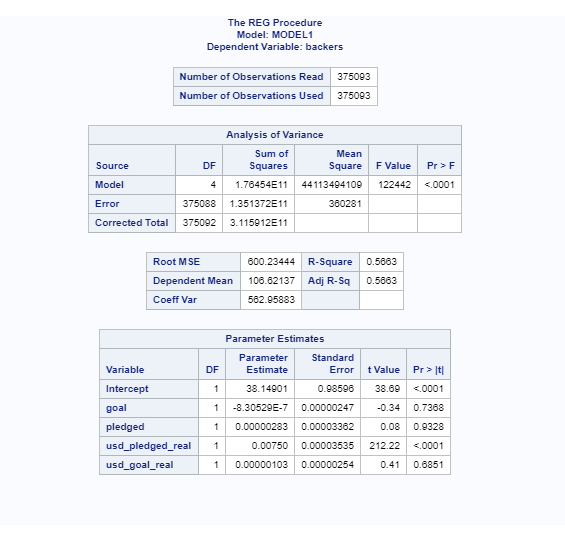 The REG Procedure
Model: MODEL1
Dependent Variable: backers
Number of Observations Read 375093
Number of Observations Used 375093
Analysis of Variance
Source DF Sum of Squares Mean Square F Value Pr > F
Model 4 1.76454E11 44113494109 122442 <.0001
Error 375088 1.351372E11 360281
Corrected Total 375092 3.115912E11
Root MSE 600.23444 R-Square 0.5663
Dependent Mean 106.62137 Adj R-Sq 0.5663
Coeff Var 562.95883
Parameter Estimates
Variable DF Parameter Estimate Standard Error t Value Pr > |t|
Intercept 1 38.14901 0.98596 38.69 <.0001
goal 1 -8.30529E-7 0.00000247 -0.34 0.7368
pledged 1 0.00000283 0.00003362 0.08 0.9328
usd_pledged_real 1 0.00750 0.00003535 212.22 <.0001
usd_goal_real 1 0.00000103 0.00000254 0.41 0.6851